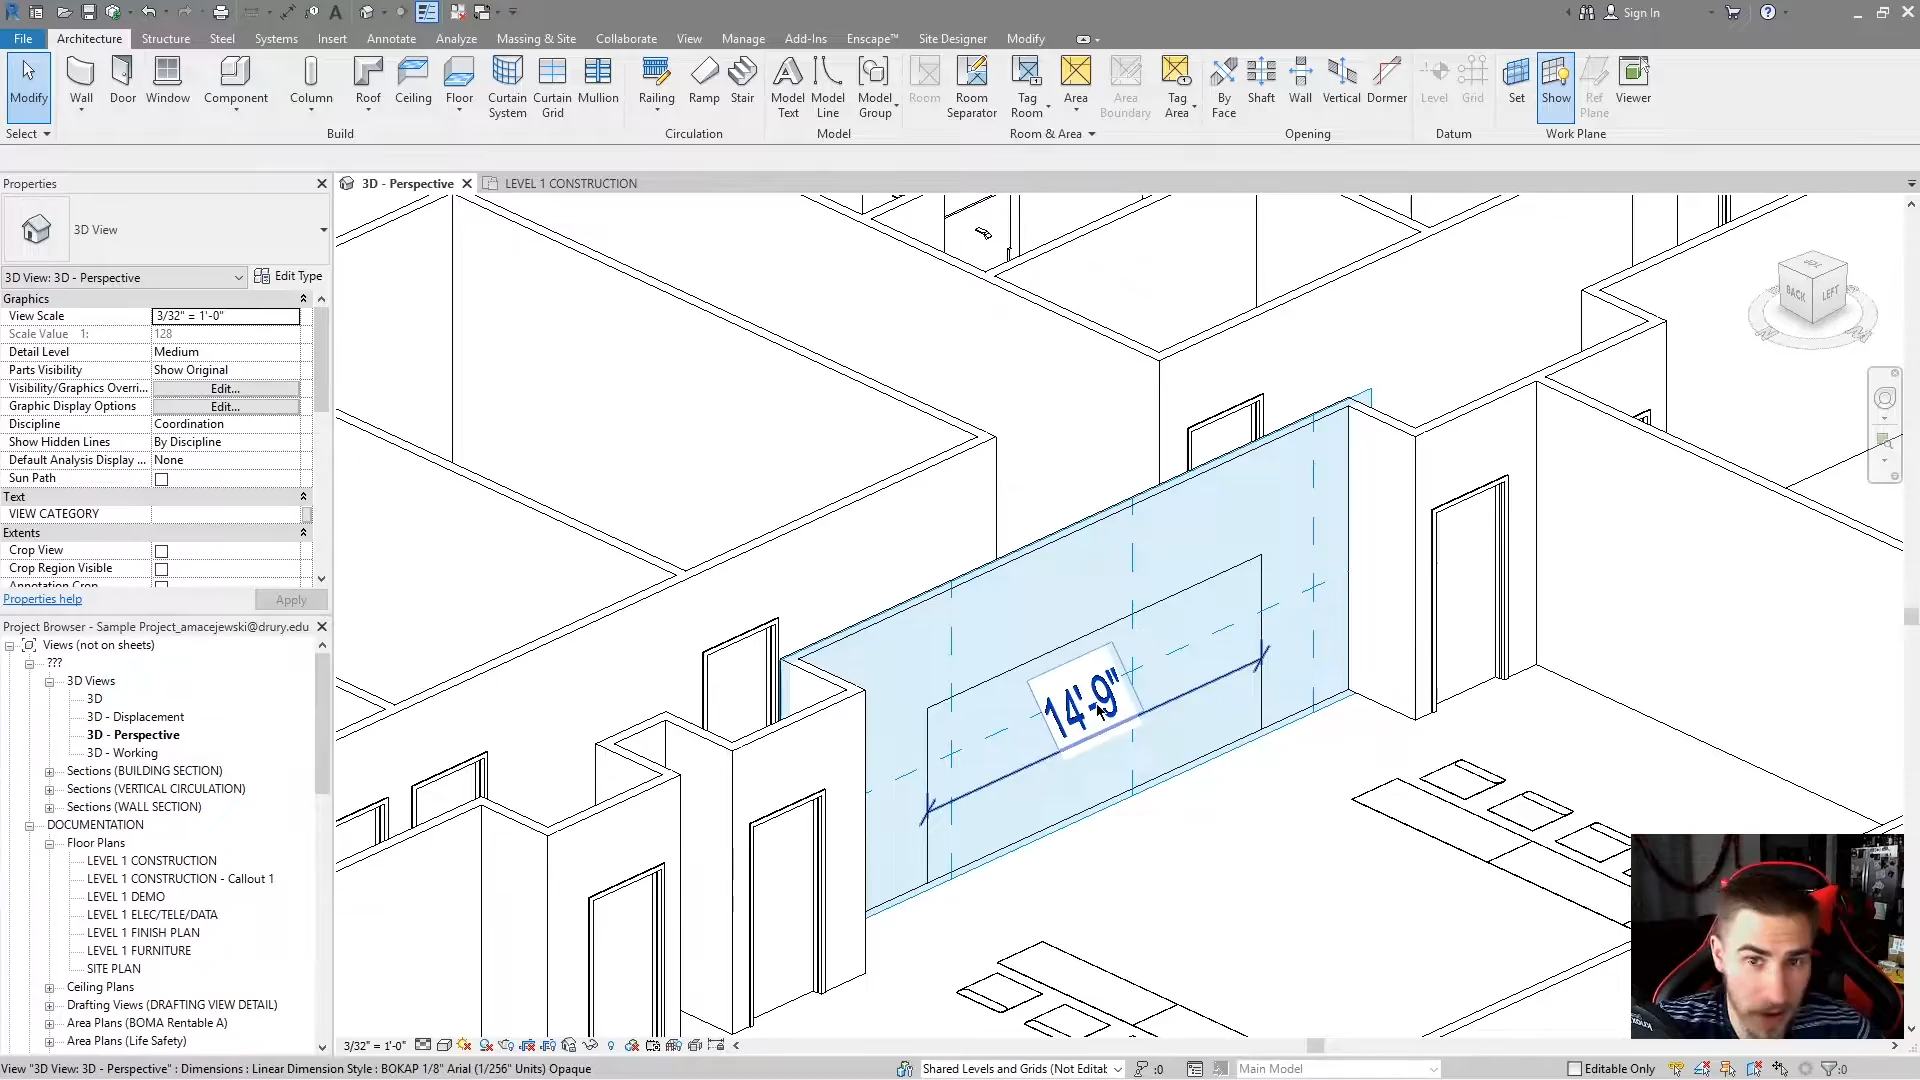 Sign In
File Architecture Structure Steel Systems Insert Annotate Analyze Massing & Site Collaborate View Manage Add-Ins Enscape™ Site Designer Modify
Modify Wall Door Window Component Column Roof Ceiling Floor Curtain System Curtain Grid Mullion Railing Ramp Stair Model Text Model Line Model Group Room Room Separator Tag Room Area Area Boundary Tag Area By Face Shaft Wall Vertical Dormer Level Grid Set Show Ref Plane Viewer
Select Build Circulation Model Room & Area Opening Datum Work Plane
Properties
3D - Perspective
LEVEL 1 CONSTRUCTION
3D View
3D View: 3D - Perspective
Edit Type
Graphics
View Scale 3/32" = 1'-0"
Scale Value 1: 128
Detail Level Medium
Parts Visibility Show Original
Visibility/Graphics Overri... Edit...
Graphic Display Options Edit...
Discipline Coordination
Show Hidden Lines By Discipline
Default Analysis Display ... None
Sun Path
Text
VIEW CATEGORY
Extents
Crop View
Crop Region Visible
Annotation Crop
Properties help
Apply
Project Browser - Sample Project_amacejewski@drury.edu
Views (not on sheets)
???
3D Views
3D
3D - Displacement
3D - Perspective
3D - Working
Sections (BUILDING SECTION)
Sections (VERTICAL CIRCULATION)
Sections (WALL SECTION)
DOCUMENTATION
Floor Plans
LEVEL 1 CONSTRUCTION
LEVEL 1 CONSTRUCTION - Callout 1
LEVEL 1 DEMO
LEVEL 1 ELEC/TELE/DATA
LEVEL 1 FINISH PLAN
LEVEL 1 FURNITURE
SITE PLAN
Ceiling Plans
Drafting Views (DRAFTING VIEW DETAIL)
Area Plans (BOMA Rentable A)
Area Plans (Life Safety)
TOP
BACK
LEFT
14'-9"
3/32" = 1'-0"
View "3D View: 3D - Perspective" : Dimensions : Linear Dimension Style : BOKAP 1/8" Arial (1/256" Units) Opaque
Shared Levels and Grids (Not Editab
:0
Main Model
Editable Only
:0